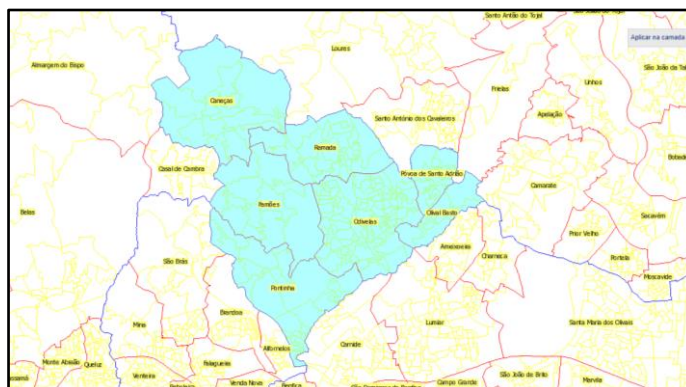 Santo Antão do Tojal
Aplicar na camada
Loures
Almargem do Bispo
São João da Ta
Unhos
Caneças
Frielas
Apelação
Santo António dos Cavaleiros
Ramada
Bobade
Casal de Cambra
Póvoa de Santo Adrião
Camarate
Famões
Odivelas
Olival Basto
Sacavém
Belas
Prior Velho
Ameixoeira
Charneca
Portela
São Brás
Moscavide
Pontinha
Brandoa
Mina
Lumiar
Santa Maria dos Olivais
Alfornelos
Carnide
Monte Abraão
Queluz
Falagueira
Venteira
São João de Brito
Venda Nova
Campo Grande
Marvila
Benfica